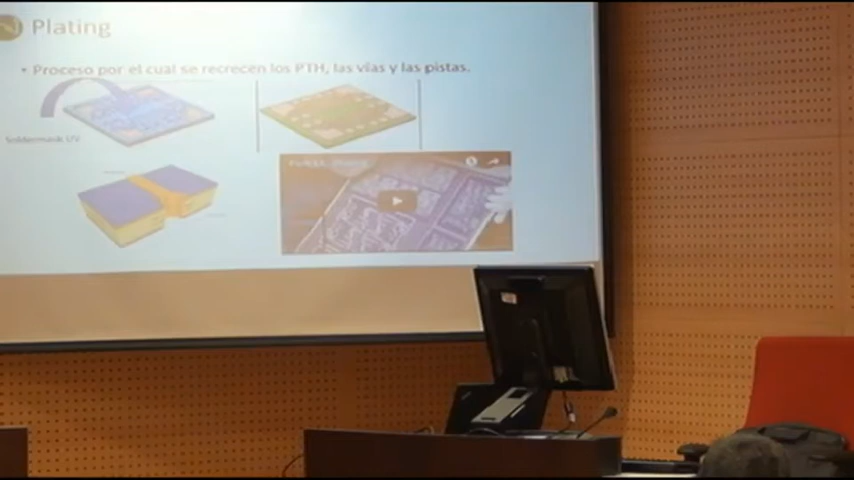 Plating
• Proceso por el cual se recrecen los PTH, las vías y las pistas.
Soldermask UV